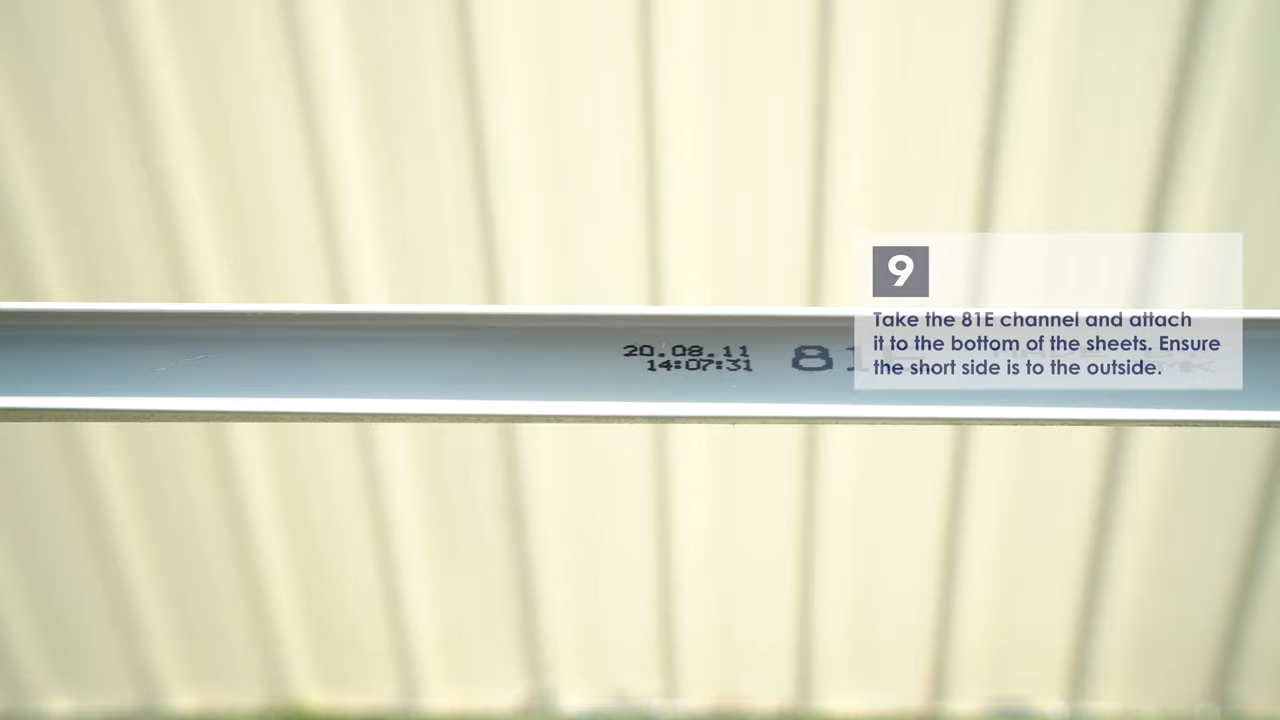 9
Take the 81E channel and attach
it to the bottom of the sheets. Ensure
the short side is to the outside.
20.08.11
14:07:31
81E